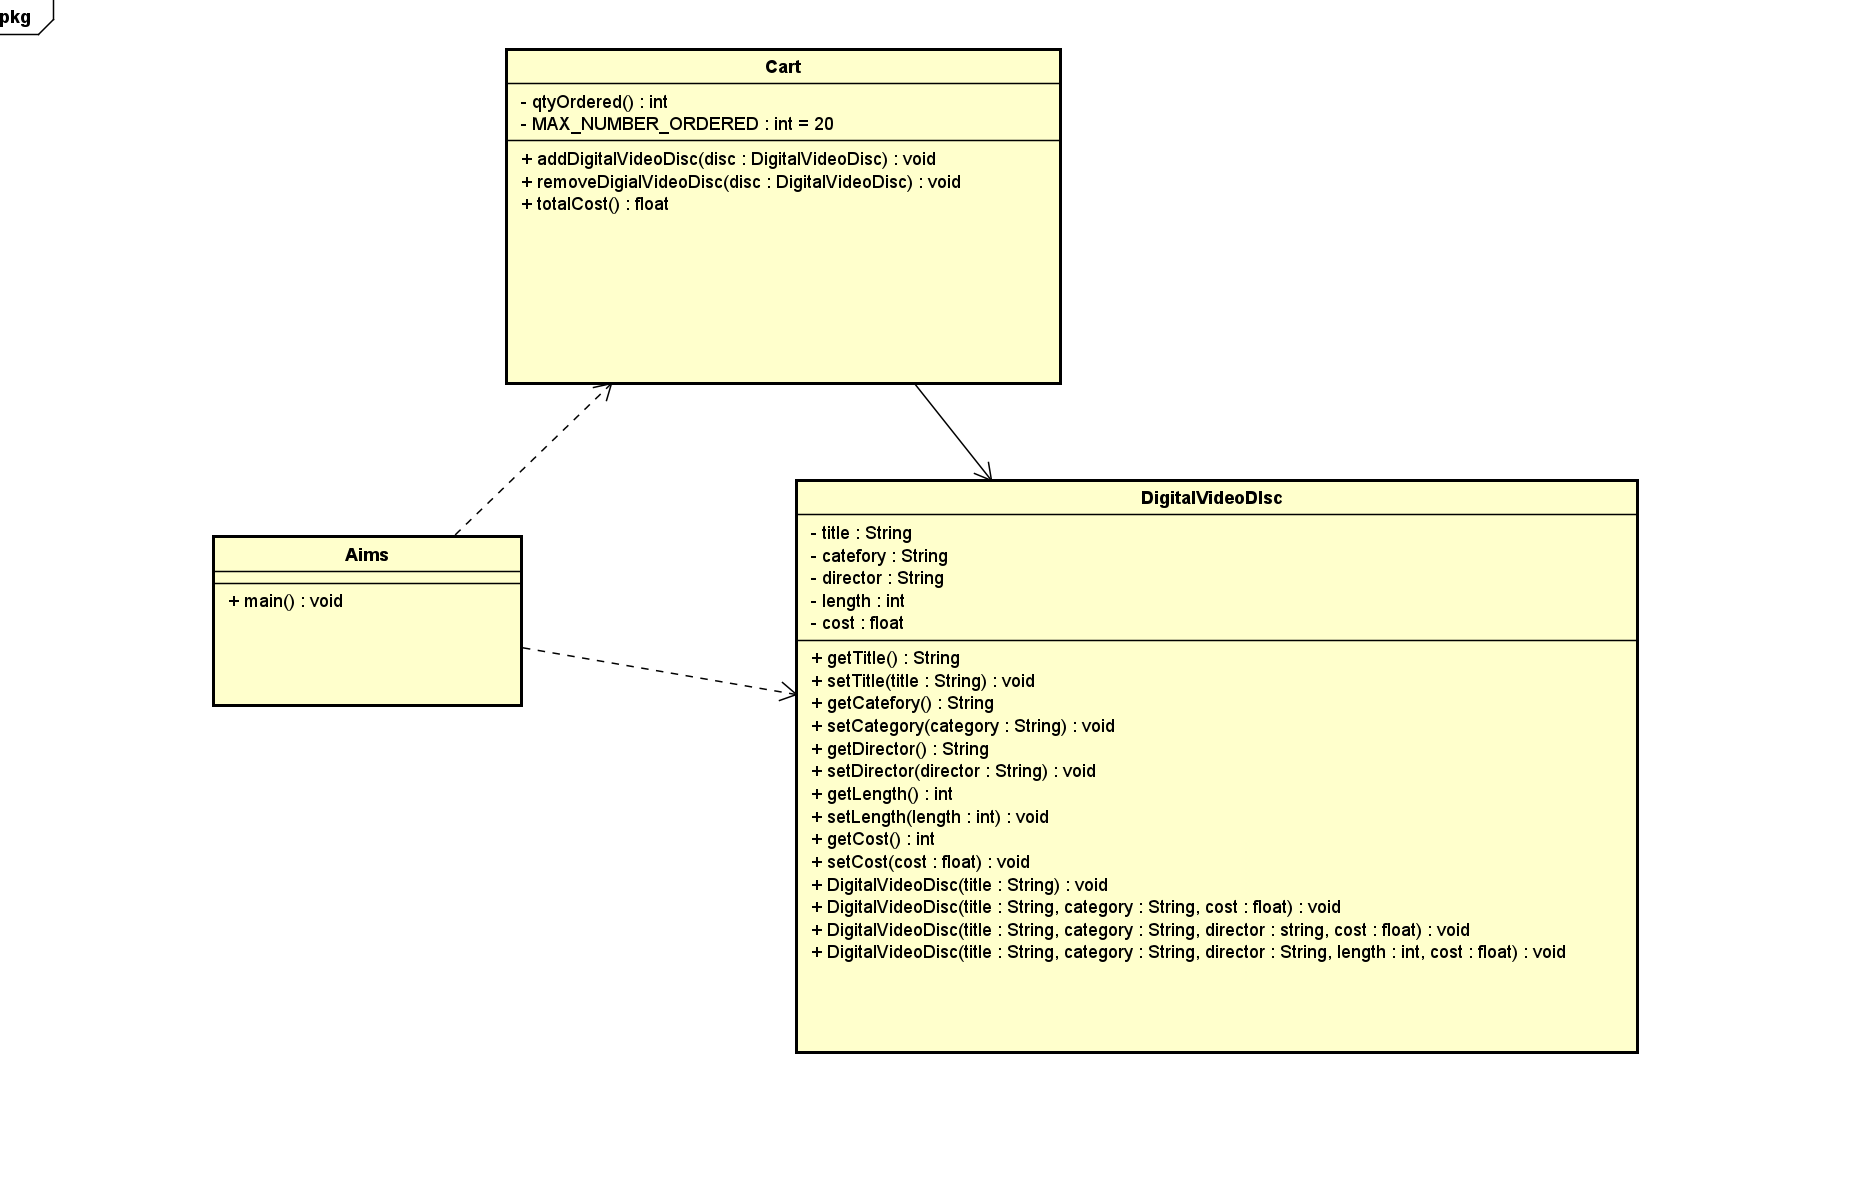 pkg
Cart
- qtyOrdered() : int
- MAX_NUMBER_ORDERED : int = 20
+ addDigitalVideoDisc(disc : DigitalVideoDisc) : void
+ removeDigialVideoDisc(disc : DigitalVideoDisc) : void
+ totalCost() : float
Aims
+ main() : void
DigitalVideoDIsc
- title : String
- catefory : String
- director : String
- length : int
- cost : float
+ getTitle() : String
+ setTitle(title : String) : void
+ getCatefory() : String
+ setCategory(category : String) : void
+ getDirector() : String
+ setDirector(director : String) : void
+ getLength() : int
+ setLength(length : int) : void
+ getCost() : int
+ setCost(cost : float) : void
+ DigitalVideoDisc(title : String) : void
+ DigitalVideoDisc(title : String, category : String, cost : float) : void
+ DigitalVideoDisc(title : String, category : String, director : string, cost : float) : void
+ DigitalVideoDisc(title : String, category : String, director : String, length : int, cost : float) : void